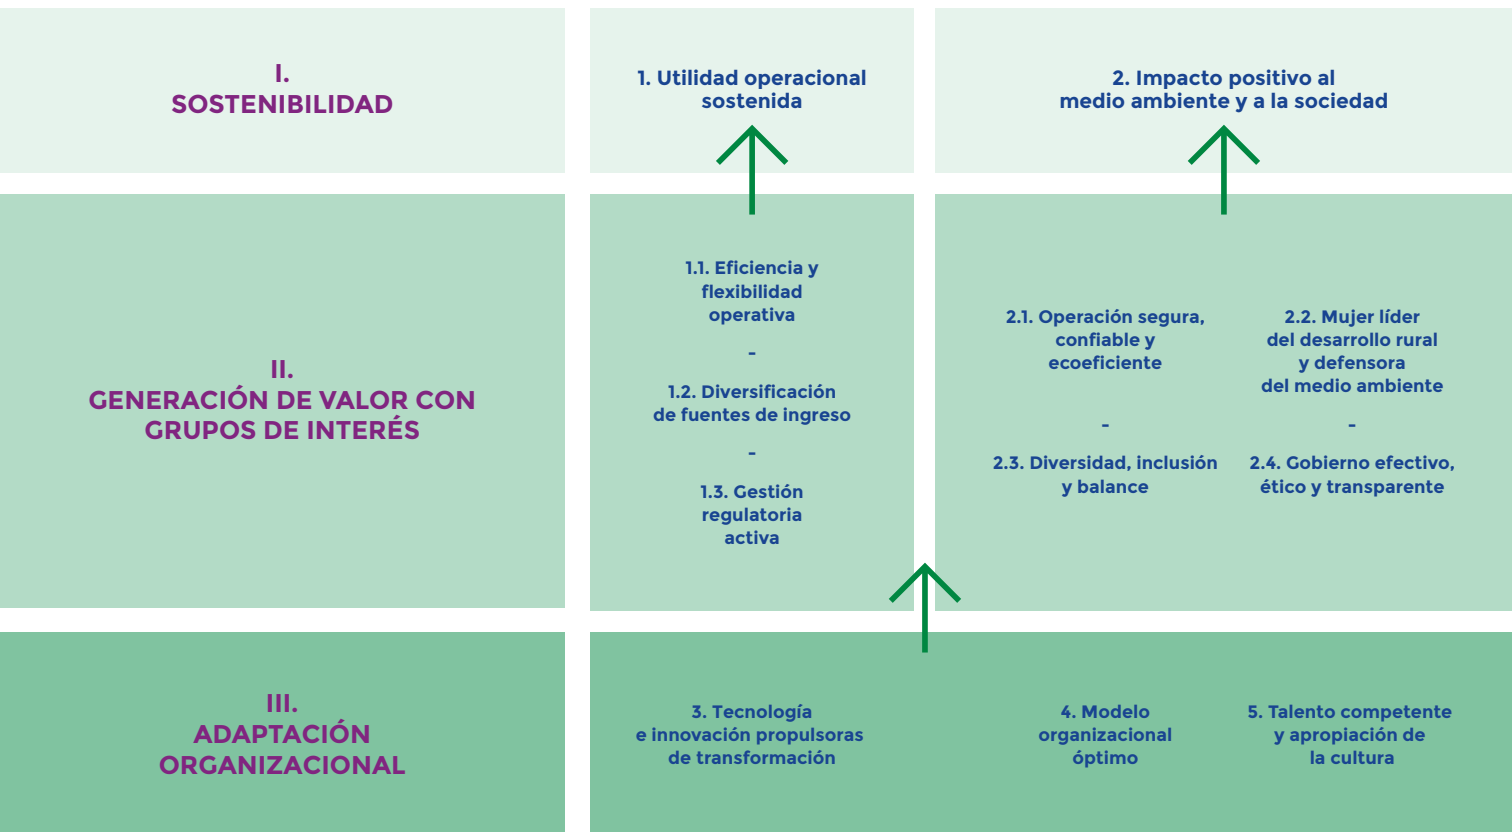 I.
SOSTENIBILIDAD
1. Utilidad operacional
sostenida
2. Impacto positivo al
medio ambiente y a la sociedad
II.
GENERACIÓN DE VALOR CON
GRUPOS DE INTERÉS
1.1. Eficiencia y
flexibilidad
operativa
-
1.2. Diversificación
de fuentes de ingreso
-
1.3. Gestión
regulatoria
activa
2.1. Operación segura,
confiable y
ecoeficiente
-
2.3. Diversidad, inclusión
y balance
2.2. Mujer líder
del desarrollo rural
y defensora
del medio ambiente
-
2.4. Gobierno efectivo,
ético y transparente
III.
ADAPTACIÓN
ORGANIZACIONAL
3. Tecnología
e innovación propulsoras
de transformación
4. Modelo
organizacional
óptimo
5. Talento competente
y apropiación de
la cultura